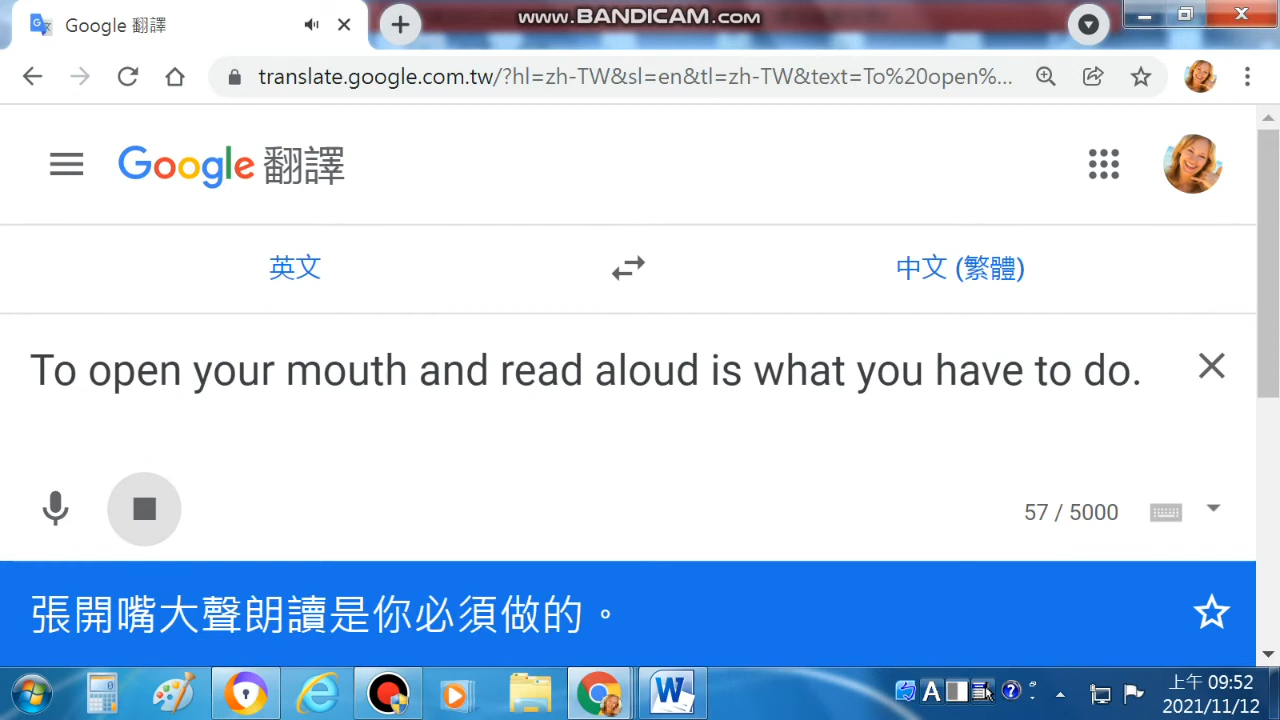 Google 翻譯
www.BANDICAM.com
translate.google.com.tw/?hl=zh-TW&sl=en&tl=zh-TW&text=To%20open%...
Google 翻譯
英文
中文 (繁體)
To open your mouth and read aloud is what you have to do.
57 / 5000
張開嘴大聲朗讀是你必須做的。
上午 09:52
2021/11/12